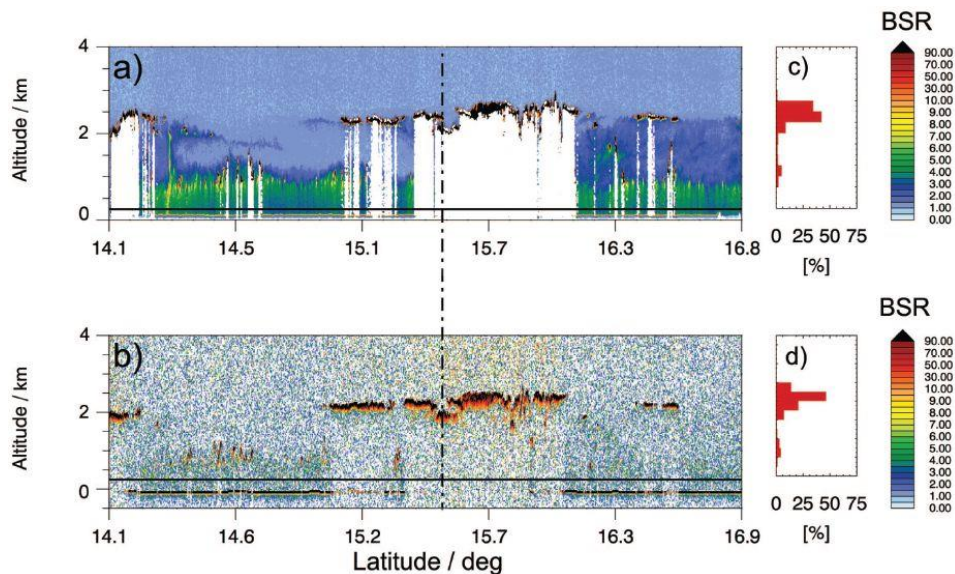 BSR
4
a)
c)
90.00
70.00
50.00
30.00
10.00
9.00
8.00
7.00
6.00
5.00
4.00
3.00
2.00
1.00
0.00
Altitude / km
2
0
14.1 14.5 15.1 15.7 16.3 16.8
0 25 50 75
[%]
BSR
4
b)
d)
90.00
70.00
50.00
30.00
10.00
9.00
8.00
7.00
6.00
5.00
4.00
3.00
2.00
1.00
0.00
Altitude / km
2
0
14.1 14.6 15.1 15.7 16.3 16.9
0 25 50 75
[%]
Latitude / deg